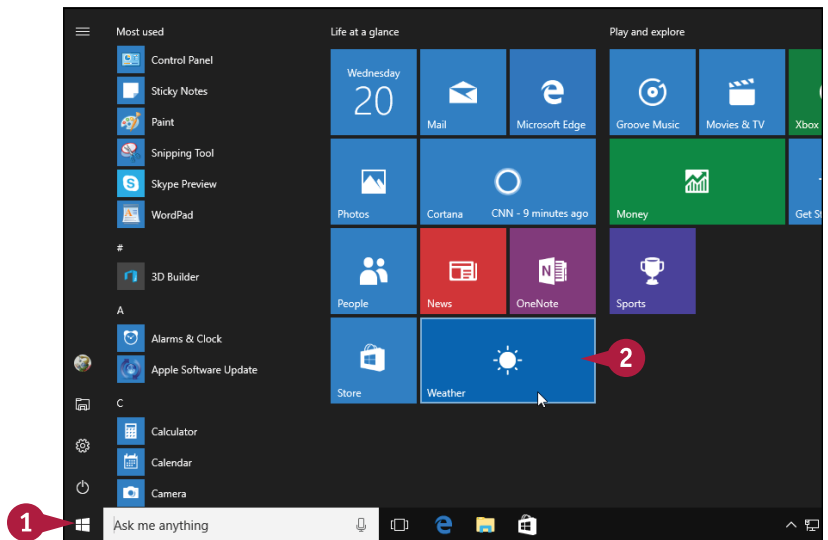 Most used
Control Panel
Sticky Notes
Paint
Snipping Tool
Skype Preview
WordPad
#
3D Builder
A
Alarms & Clock
Apple Software Update
C
Calculator
Calendar
Camera
Life at a glance
Wednesday
20
Mail
Microsoft Edge
Photos
Cortana
CNN - 9 minutes ago
People
News
OneNote
Store
Weather
2
Play and explore
Groove Music
Movies & TV
Xbox
Money
Get S
Sports
1
Ask me anything